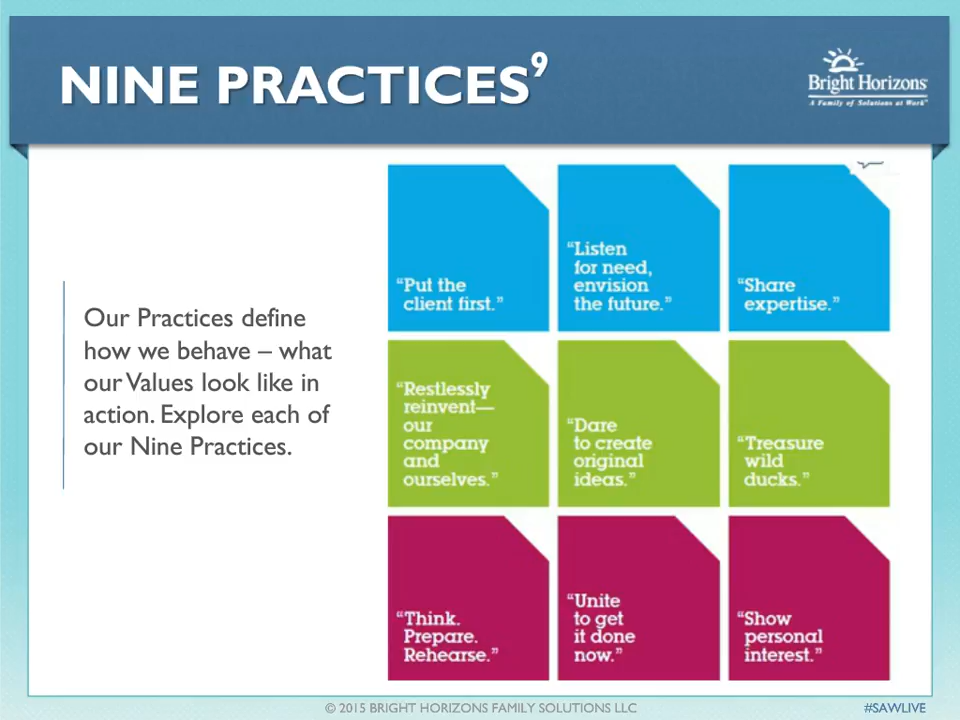 NINE PRACTICES⁹
Bright Horizons
A Family of Solutions at Work
Our Practices define
how we behave – what
our Values look like in
action. Explore each of
our Nine Practices.
“Put the
client first.”
“Listen
for need,
envision
the future.”
“Share
expertise.”
“Restlessly
reinvent—
our
company
and
ourselves.”
“Dare
to create
original
ideas.”
“Treasure
wild
ducks.”
“Think.
Prepare.
Rehearse.”
“Unite
to get
it done
now.”
“Show
personal
interest.”
© 2015 BRIGHT HORIZONS FAMILY SOLUTIONS LLC
#SAWLIVE